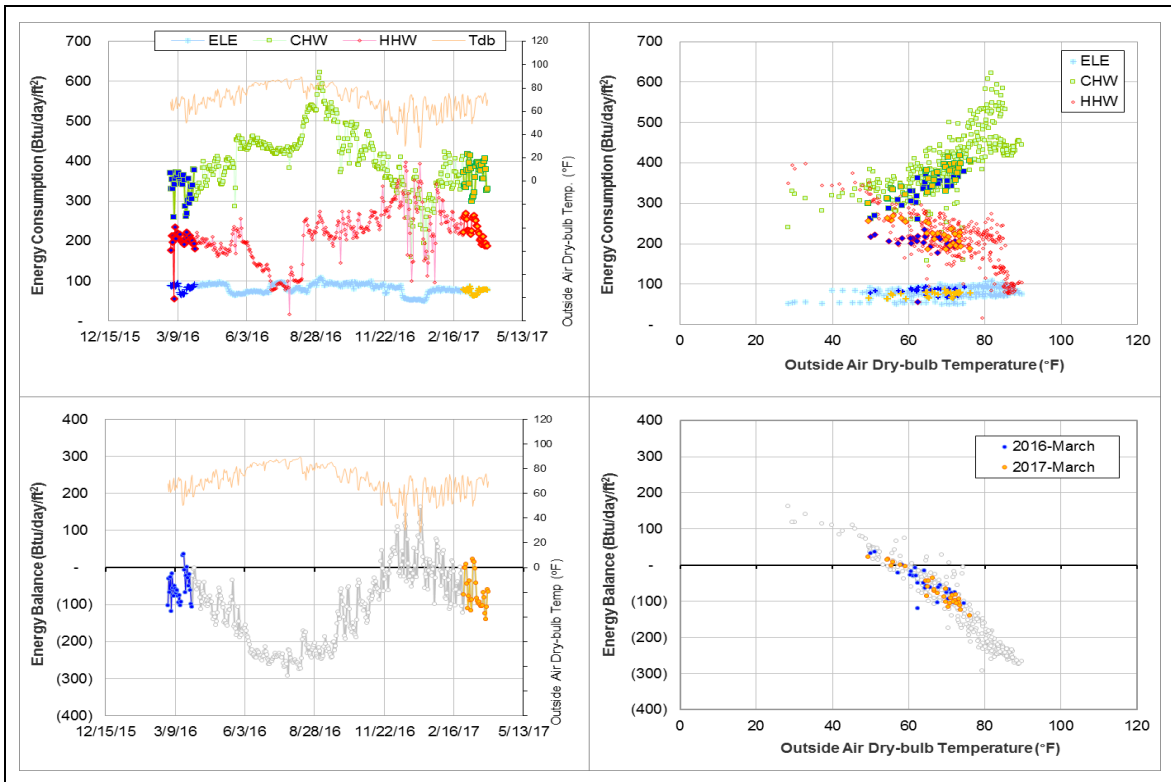 ELE CHW HHW Tdb
Energy Consumption (Btu/day/ft²)
700
600
500
400
300
200
100
-
120
100
80
60
40
20
0
Outside Air Dry-bulb Temp. (°F)
12/15/15 3/9/16 6/3/16 8/28/16 11/22/16 2/16/17 5/13/17
ELE
CHW
HHW
Energy Consumption (Btu/day/ft²)
700
600
500
400
300
200
100
-
0 20 40 60 80 100 120
Outside Air Dry-bulb Temperature (°F)
Energy Balance (Btu/day/ft²)
400
300
200
100
-
(100)
(200)
(300)
(400)
120
100
80
60
40
20
0
Outside Air Dry-bulb Temp (°F)
12/15/15 3/9/16 6/3/16 8/28/16 11/22/16 2/16/17 5/13/17
2016-March
2017-March
Energy Balance (Btu/day/ft²)
400
300
200
100
-
(100)
(200)
(300)
(400)
0 20 40 60 80 100 120
Outside Air Dry-bulb Temperature (°F)